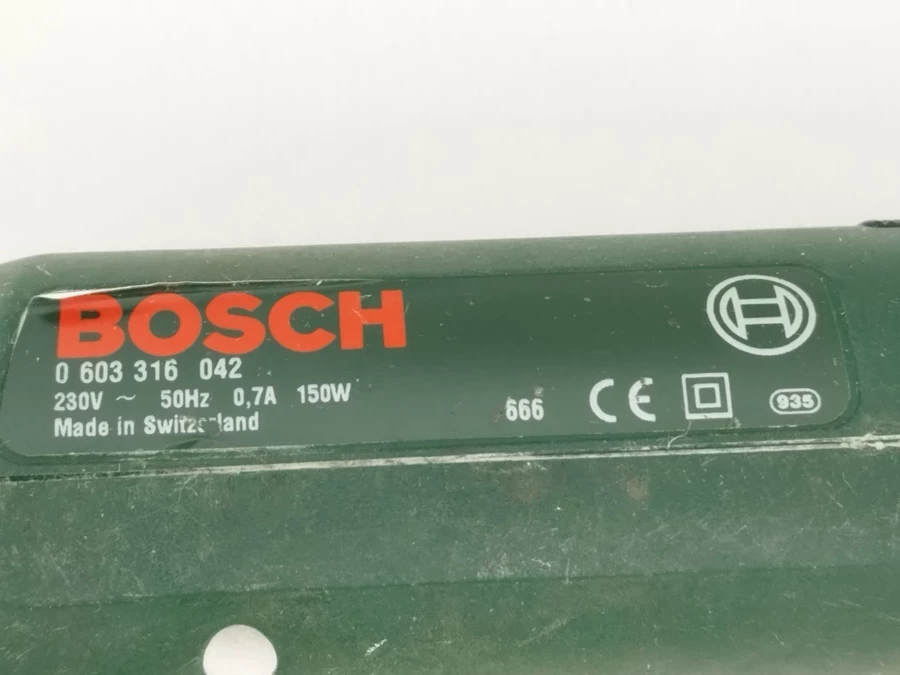 BOSCH
0 603 316 042
230V ~ 50Hz 0,7A 150W
Made in Switzerland
666 CE 935